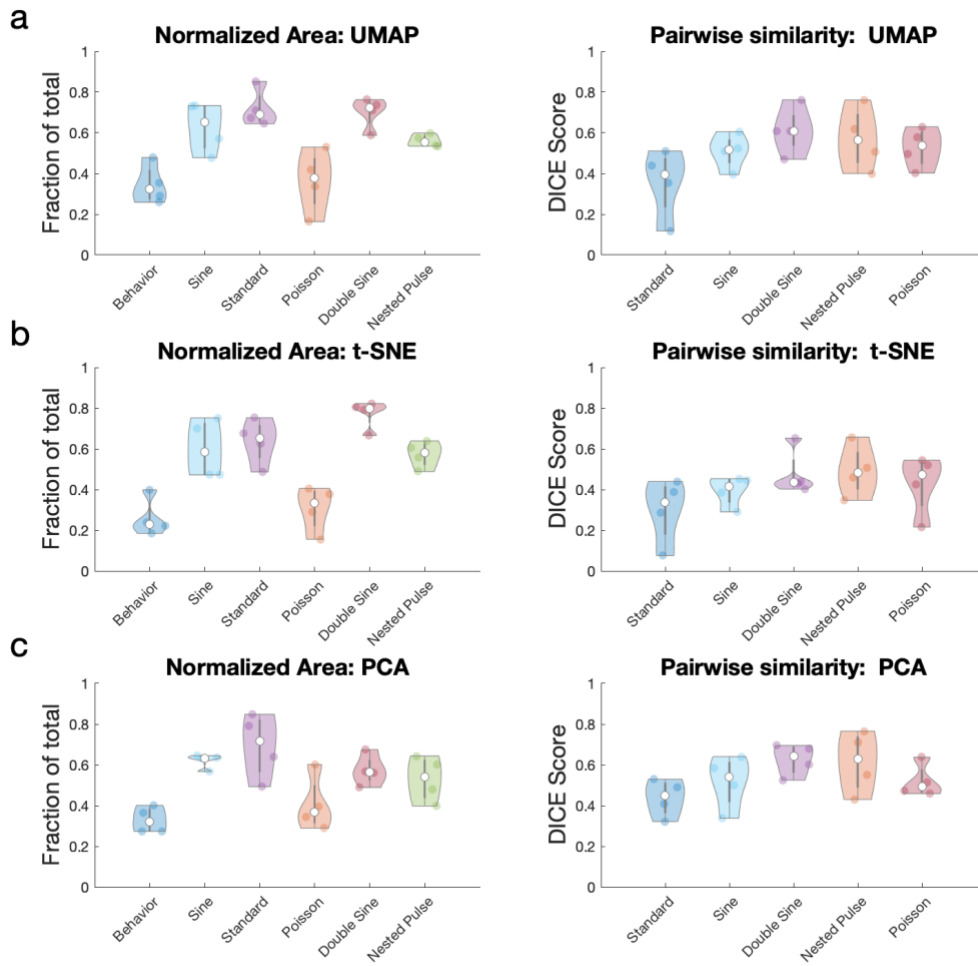 a
Normalized Area: UMAP
Fraction of total
1
0.8
0.6
0.4
0.2
0
Behavior
Sine
Standard
Poisson
Double Sine
Nested Pulse
Pairwise similarity:  UMAP
DICE Score
1
0.8
0.6
0.4
0.2
0
Standard
Sine
Double Sine
Nested Pulse
Poisson
b
Normalized Area: t-SNE
Fraction of total
1
0.8
0.6
0.4
0.2
0
Behavior
Sine
Standard
Poisson
Double Sine
Nested Pulse
Pairwise similarity:  t-SNE
DICE Score
1
0.8
0.6
0.4
0.2
0
Standard
Sine
Double Sine
Nested Pulse
Poisson
c
Normalized Area: PCA
Fraction of total
1
0.8
0.6
0.4
0.2
0
Behavior
Sine
Standard
Poisson
Double Sine
Nested Pulse
Pairwise similarity:  PCA
DICE Score
1
0.8
0.6
0.4
0.2
0
Standard
Sine
Double Sine
Nested Pulse
Poisson